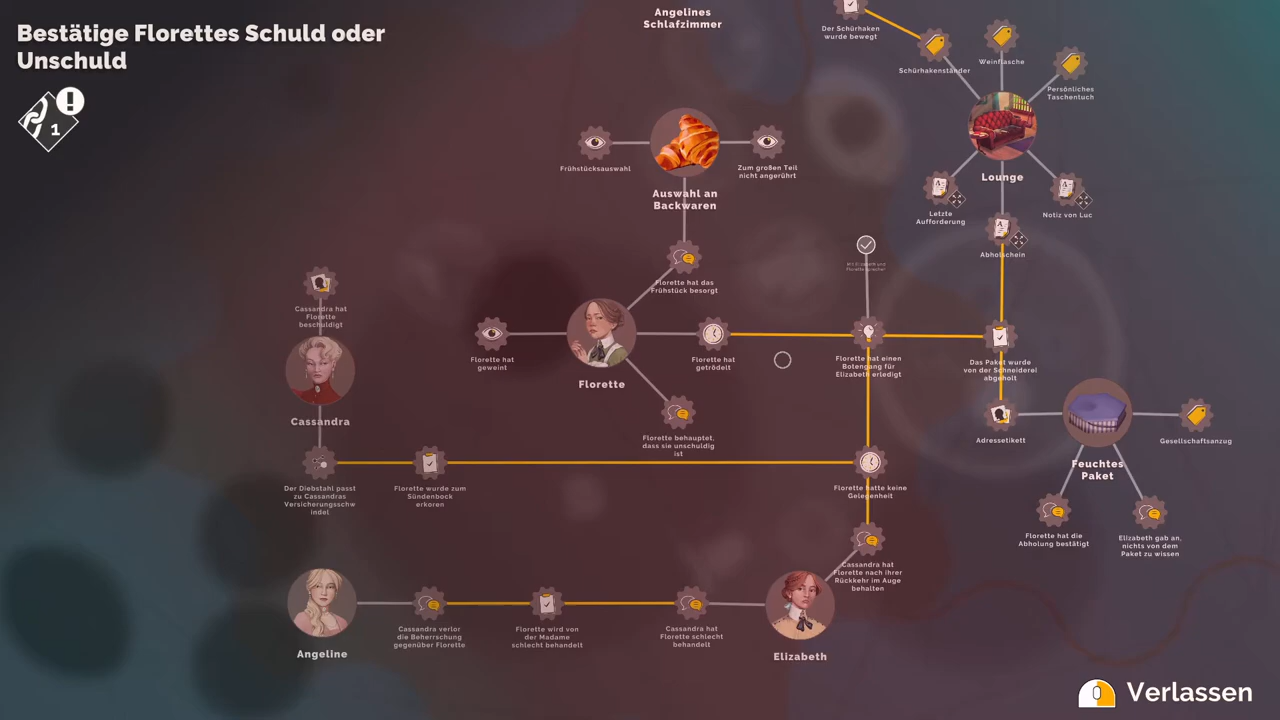 Bestätige Florettes Schuld oder
Unschuld
1
Angelines
Schlafzimmer
Der Schürhaken
wurde bewegt
Schürhakenständer
Weinflasche
Persönliches
Taschentuch
Lounge
Letzte
Aufforderung
Notiz von Luc
Abholschein
Frühstücksauswahl
Zum großen Teil
nicht angerührt
Auswahl an
Backwaren
Florette hat das
Frühstück besorgt
Mit Elizabeth und
Florette sprechen
Cassandra hat
Florette
beschuldigt
Cassandra
Florette hat
geweint
Florette
Florette hat
getrödelt
Florette hat einen
Botengang für
Elizabeth erledigt
Das Paket wurde
von der Schneiderei
abgeholt
Florette behauptet,
dass sie unschuldig
ist
Adressetikett
Gesellschaftsanzug
Feuchtes
Paket
Der Diebstahl passt
zu Cassandras
Versicherungsschw
indel
Florette wurde zum
Sündenbock
erkoren
Florette hatte keine
Gelegenheit
Florette hat die
Abholung bestätigt
Elizabeth gab an,
nichts von dem
Paket zu wissen
Cassandra hat
Florette nach ihrer
Rückkehr im Auge
behalten
Angeline
Cassandra verlor
die Beherrschung
gegenüber Florette
Florette wird von
der Madame
schlecht behandelt
Cassandra hat
Florette schlecht
behandelt
Elizabeth
Verlassen